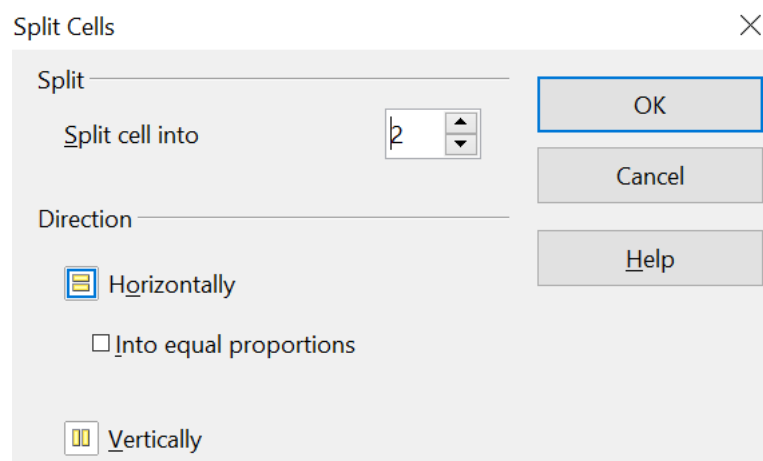 Split Cells
Split
OK
Split cell into
2
Cancel
Direction
Help
Horizontally
Into equal proportions
Vertically